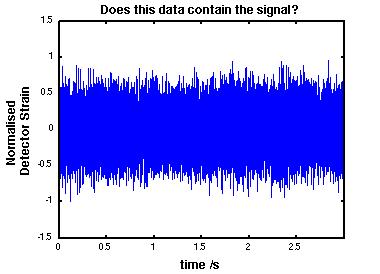 Does this data contain the signal?
1.5
1
0.5
0
-0.5
-1
-1.5
Normalised
Detector Strain
0 0.5 1 1.5 2 2.5
time /s